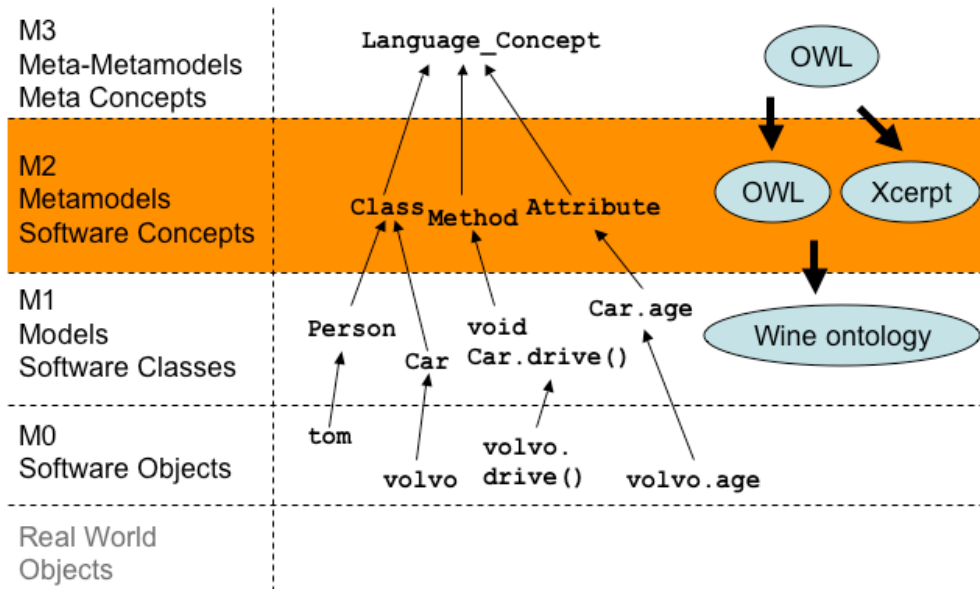 M3
Meta-Metamodels
Meta Concepts
Language_Concept
OWL
M2
Metamodels
Software Concepts
Class
Method
Attribute
OWL
Xcerpt
M1
Models
Software Classes
Person
Car
void
Car.drive()
Car.age
Wine ontology
M0
Software Objects
tom
volvo
volvo.
drive()
volvo.age
Real World
Objects